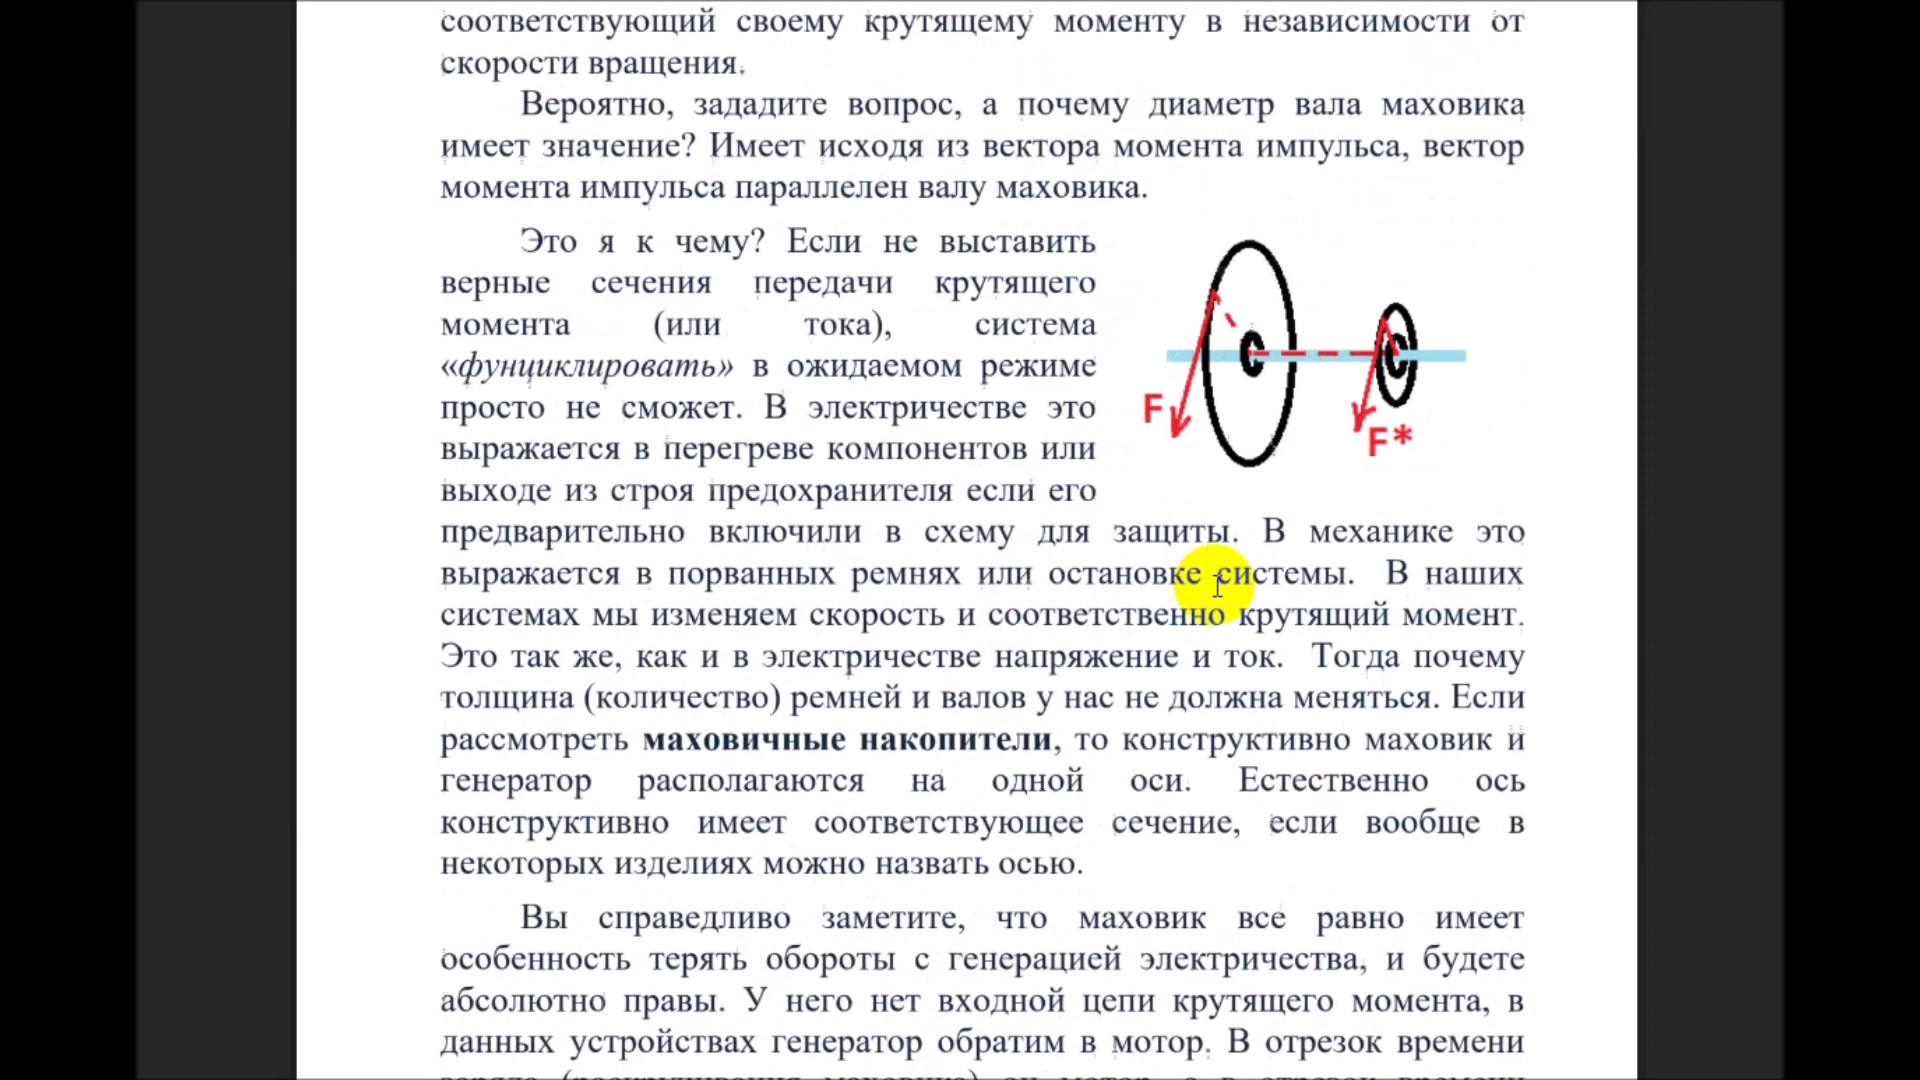 соответствующий своему крутящему моменту в независимости от
скорости вращения.
Вероятно, зададите вопрос, а почему диаметр вала маховика
имеет значение? Имеет исходя из вектора момента импульса, вектор
момента импульса параллелен валу маховика.
Это я к чему? Если не выставить
верные сечения передачи крутящего
момента (или тока), система
«фунциклировать» в ожидаемом режиме
просто не сможет. В электричестве это
выражается в перегреве компонентов или
выходе из строя предохранителя если его
F
F*
предварительно включили в схему для защиты. В механике это
выражается в порванных ремнях или остановке системы. В наших
системах мы изменяем скорость и соответственно крутящий момент.
Это так же, как и в электричестве напряжение и ток. Тогда почему
толщина (количество) ремней и валов у нас не должна меняться. Если
рассмотреть маховичные накопители, то конструктивно маховик и
генератор располагаются на одной оси. Естественно ось
конструктивно имеет соответствующее сечение, если вообще в
некоторых изделиях можно назвать осью.
Вы справедливо заметите, что маховик все равно имеет
особенность терять обороты с генерацией электричества, и будете
абсолютно правы. У него нет входной цепи крутящего момента, в
данных устройствах генератор обратим в мотор. В отрезок времени